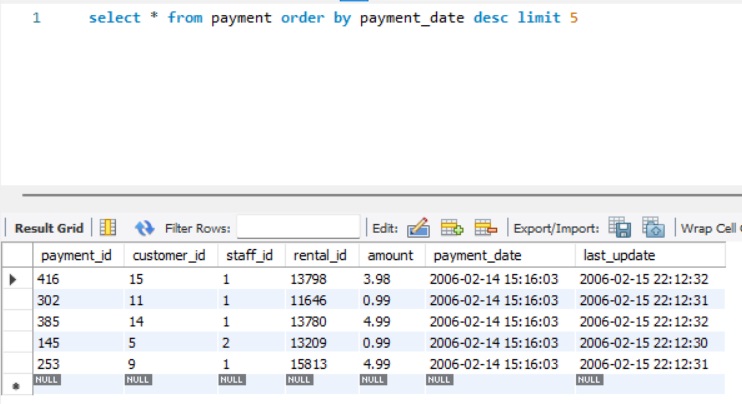 1 select * from payment order by payment_date desc limit 5
Result Grid Filter Rows: Edit: Export/Import: Wrap Cell
payment_id customer_id staff_id rental_id amount payment_date last_update
416 15 1 13798 3.98 2006-02-14 15:16:03 2006-02-15 22:12:32
302 11 1 11646 0.99 2006-02-14 15:16:03 2006-02-15 22:12:31
385 14 1 13780 4.99 2006-02-14 15:16:03 2006-02-15 22:12:32
145 5 2 13209 0.99 2006-02-14 15:16:03 2006-02-15 22:12:30
253 9 1 15813 4.99 2006-02-14 15:16:03 2006-02-15 22:12:31
NULL NULL NULL NULL NULL NULL NULL